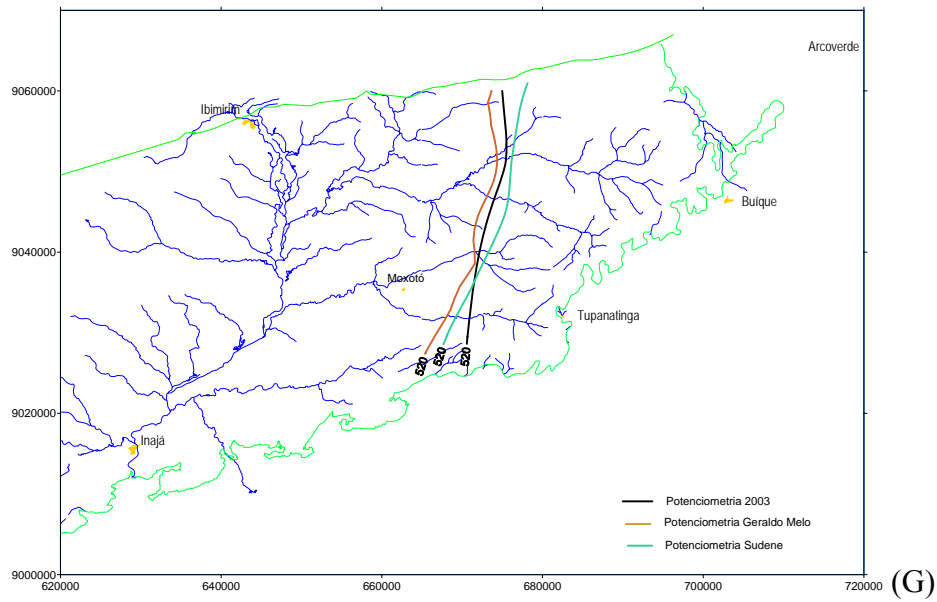 Arcoverde
9060000
Ibimirim
Buíque
9040000
Moxotó
Tupanatinga
520
520
520
9020000
Inajá
Potenciometria 2003
Potenciometria Geraldo Melo
Potenciometria Sudene
9000000
620000 640000 660000 680000 700000 720000
(G)